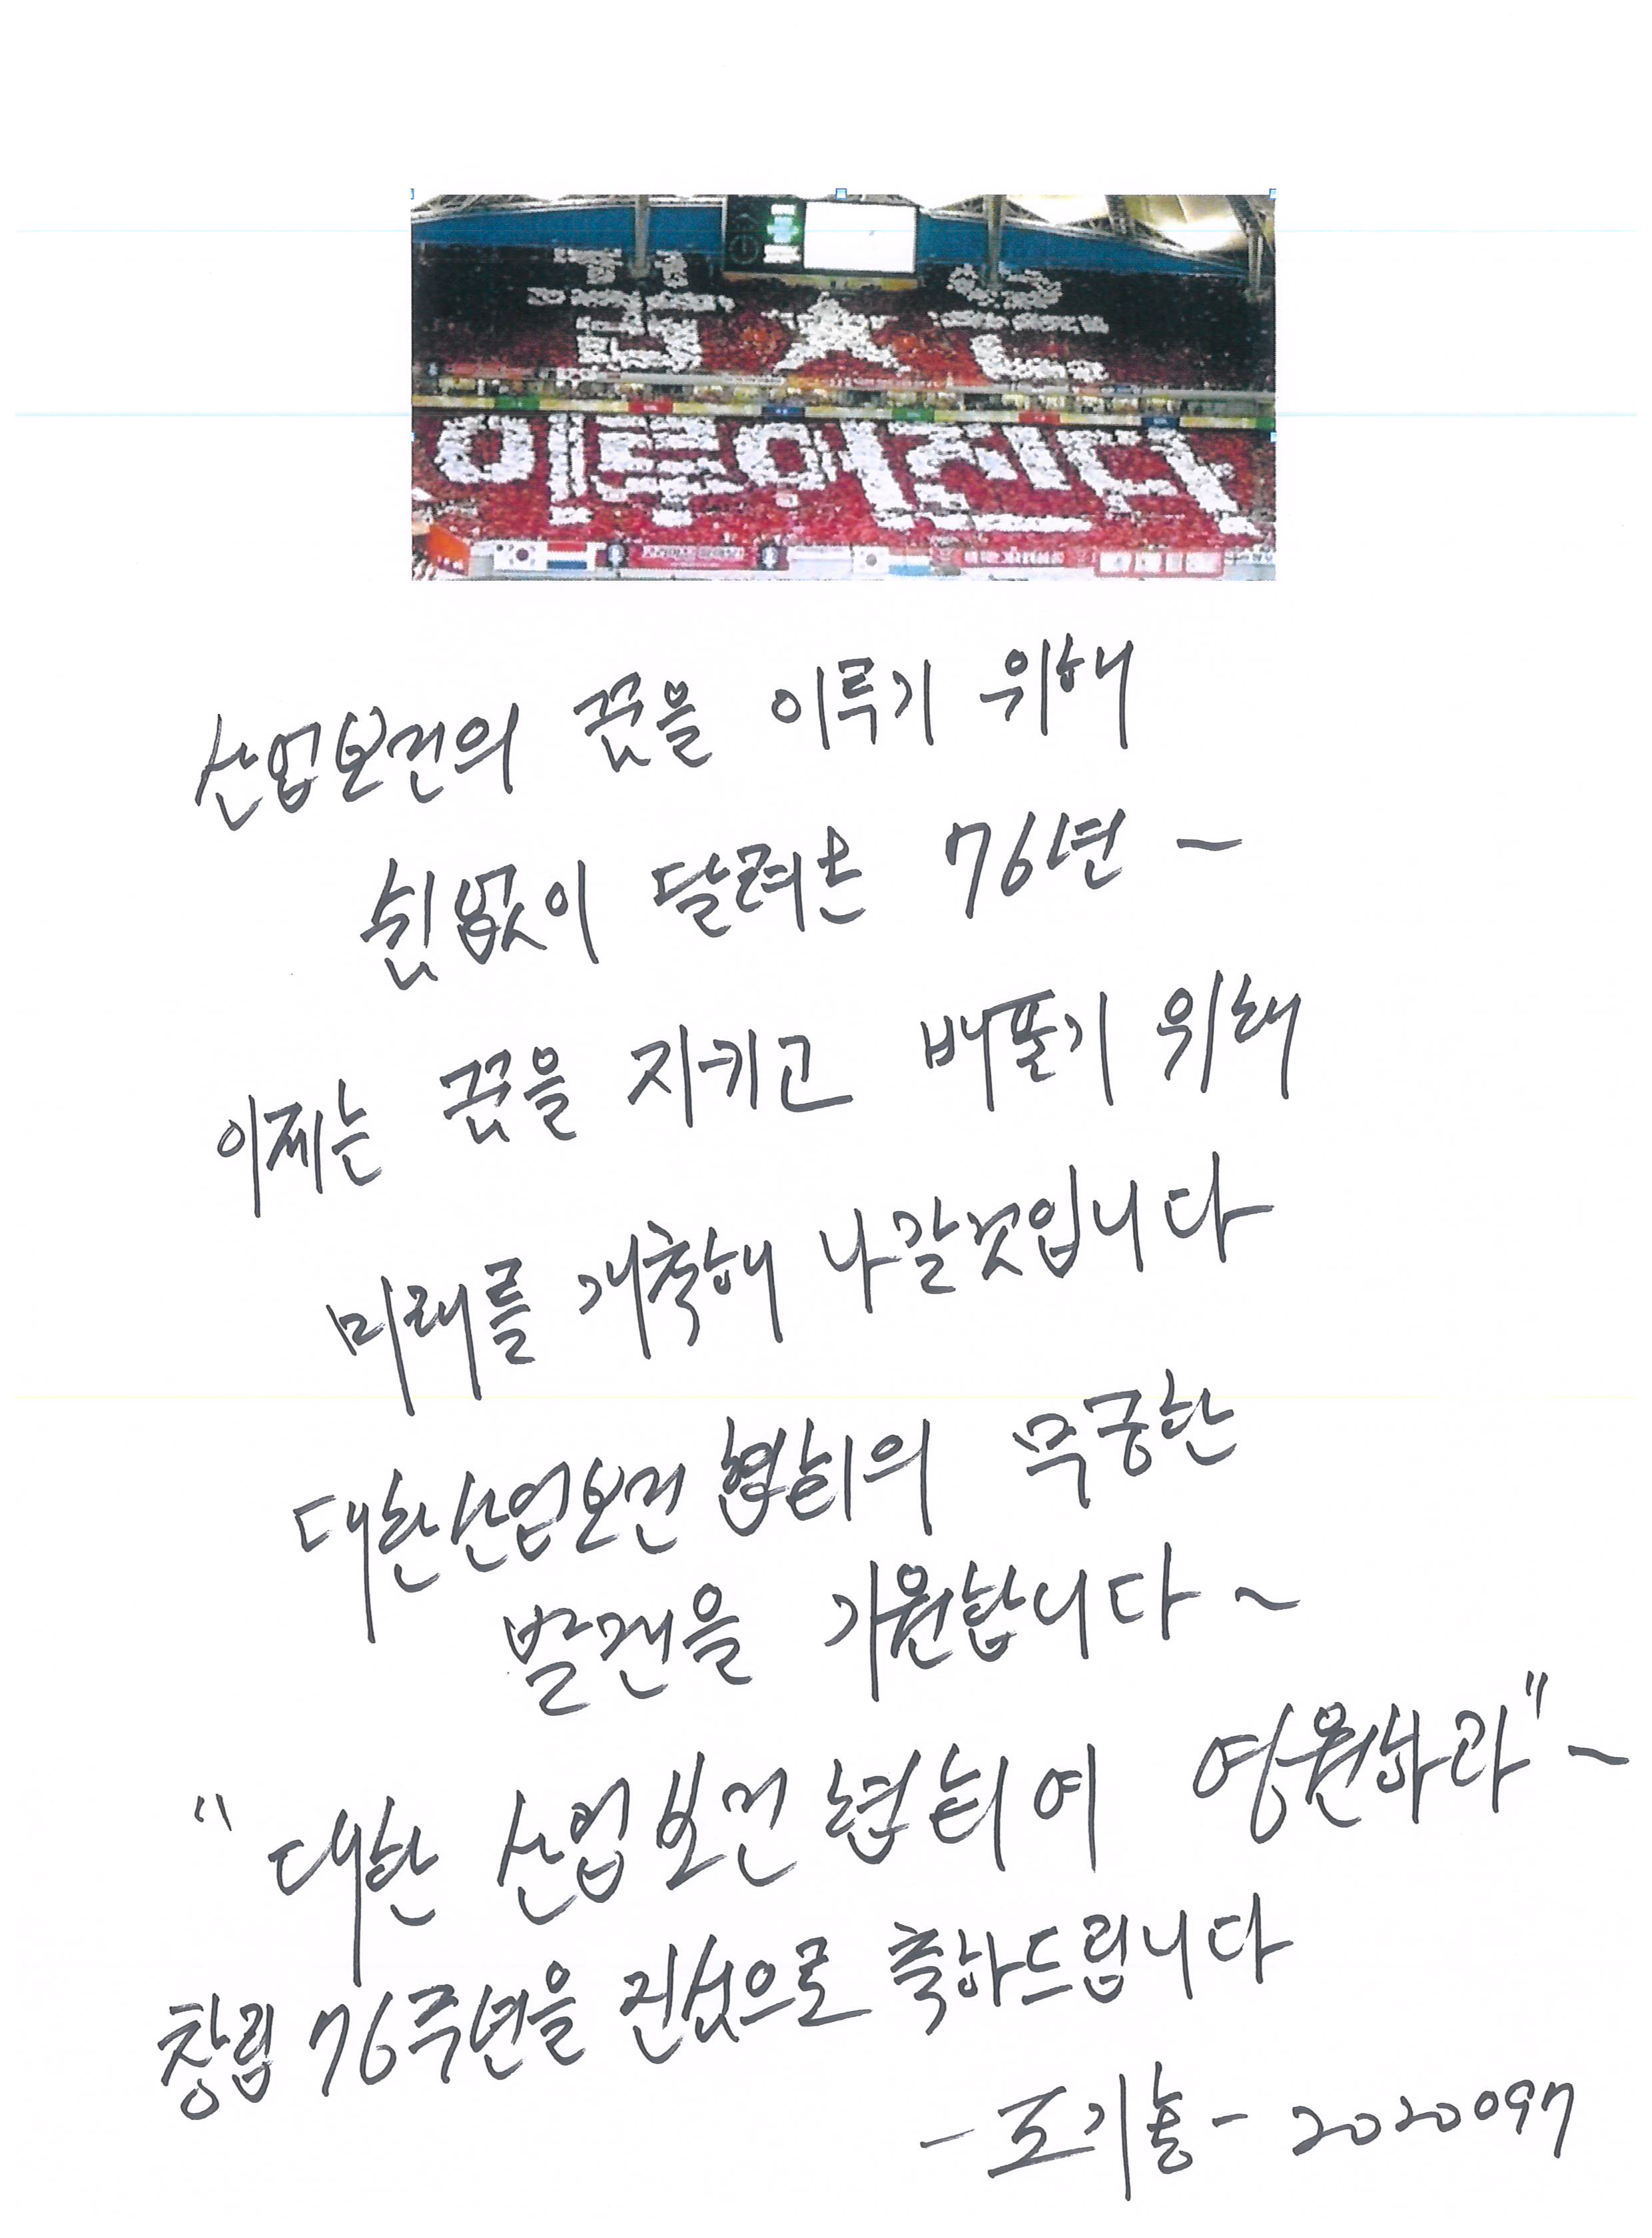 꿈★은
이루어진다
산업보건의 꿈을 이루기 위해
쉼없이 달려온 76년 ~
이제는 꿈을 지키고 베풀기 위해
미래를 개척해 나갈것입니다
대한산업보건협회의 무궁한
발전을 기원합니다 ~
"대한 산업보건협회여 영원하라" ~
창립 76주년을 진심으로 축하드립니다
- 조기홍 - 2020097